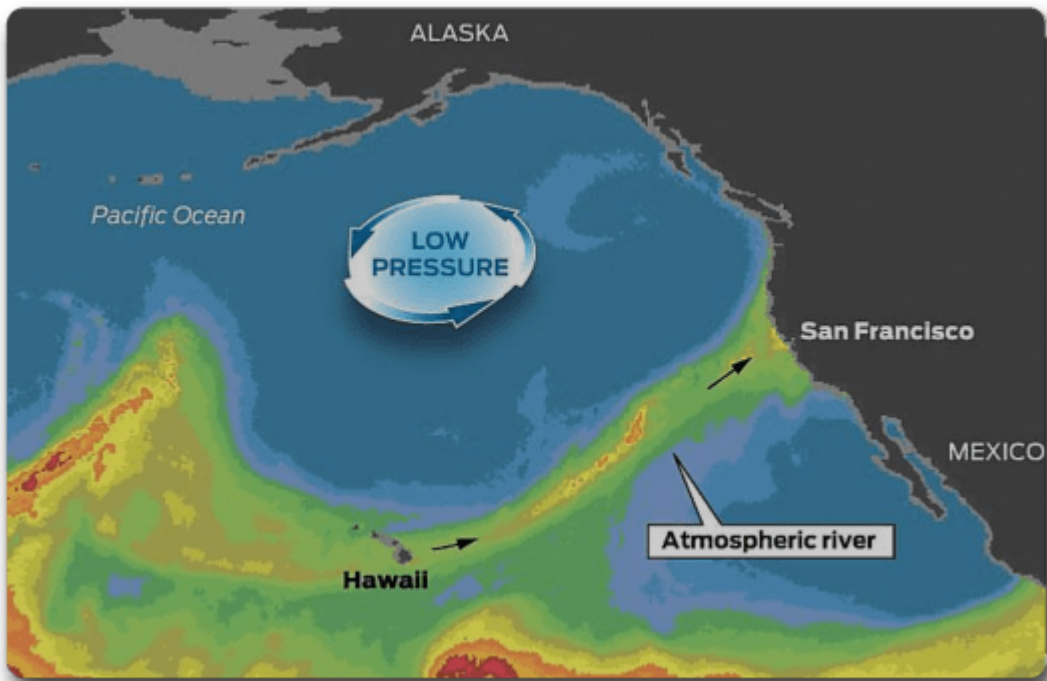 ALASKA
Pacific Ocean
LOW
PRESSURE
San Francisco
MEXICO
Atmospheric river
Hawaii